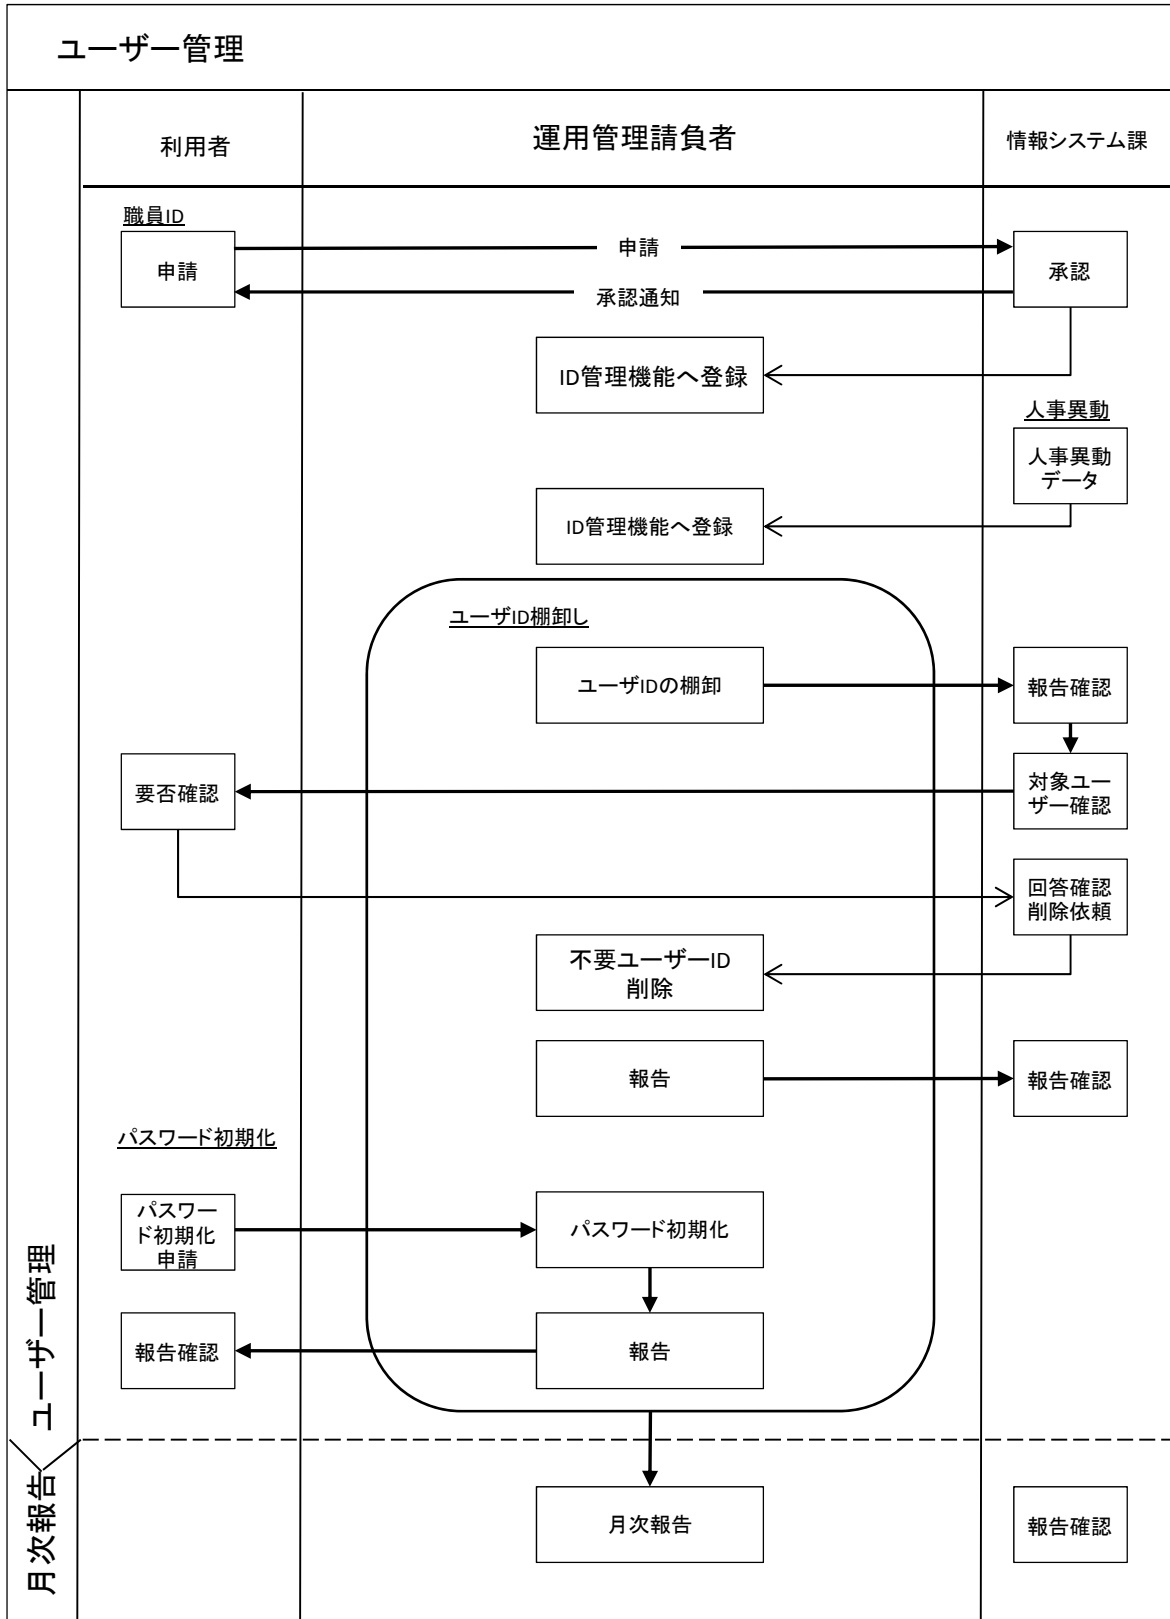 ユーザー管理
利用者
運用管理請負者
情報システム課
職員ID
申請
申請
承認
承認通知
ID管理機能へ登録
人事異動
人事異動
データ
ID管理機能へ登録
ユーザID棚卸し
ユーザIDの棚卸
報告確認
要否確認
対象ユー
ザー確認
回答確認
削除依頼
不要ユーザーID
削除
報告
報告確認
パスワード初期化
パスワー
ド初期化
申請
パスワード初期化
報告確認
報告
ユーザー管理
月次報告
月次報告
報告確認